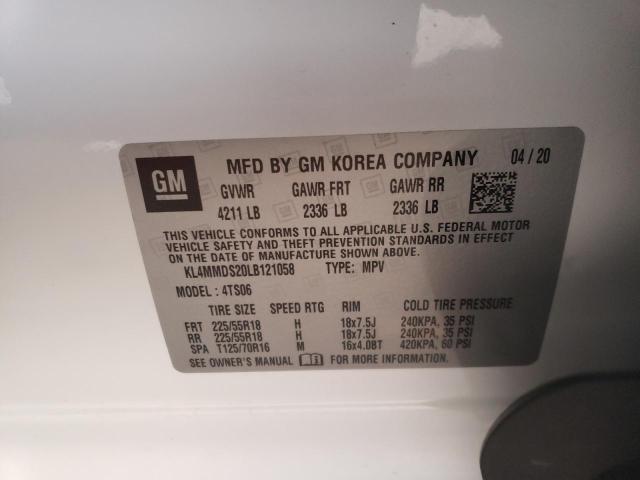 GM MFD BY GM KOREA COMPANY 04/20
GVWR GAWR FRT GAWR RR
4211 LB 2336 LB 2336 LB
THIS VEHICLE CONFORMS TO ALL APPLICABLE U.S. FEDERAL MOTOR
VEHICLE SAFETY AND THEFT PREVENTION STANDARDS IN EFFECT
ON THE DATE OF MANUFACTURE SHOWN ABOVE.
KL4MMDS20LB121058 TYPE: MPV
MODEL : 4TS06
TIRE SIZE SPEED RTG RIM COLD TIRE PRESSURE
FRT 225/55R18 H 18x7.5J 240KPA, 35 PSI
RR 225/55R18 H 18x7.5J 240KPA, 35 PSI
SPA T125/70R16 M 16x4.0BT 420KPA, 60 PSI
SEE OWNER'S MANUAL FOR MORE INFORMATION.